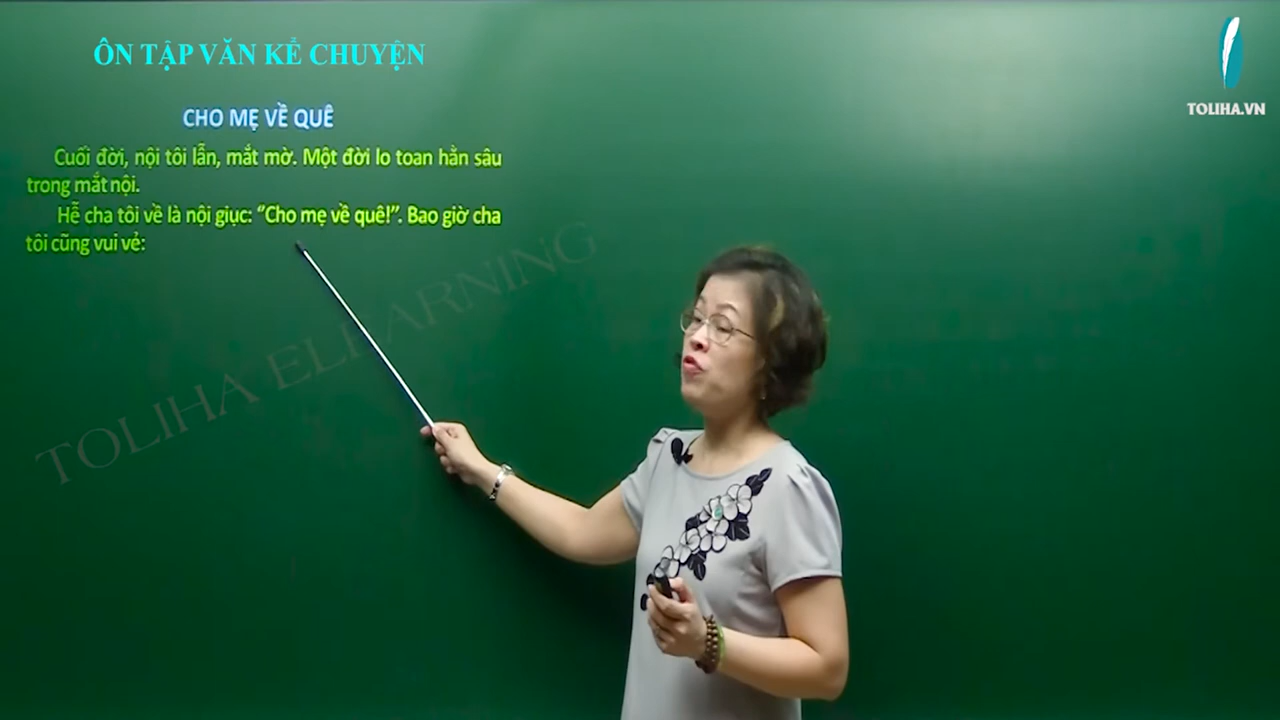 ÔN TẬP VĂN KỂ CHUYỆN
TOLIHA.VN
CHO MẸ VỀ QUÊ
Cuối đời, nội tôi lẫn, mắt mờ. Một đời lo toan hằn sâu
trong mắt nội.
Hễ cha tôi về là nội giục: “Cho mẹ về quê!”. Bao giờ cha
tôi cũng vui vẻ:
TOLIHA ELEARNING